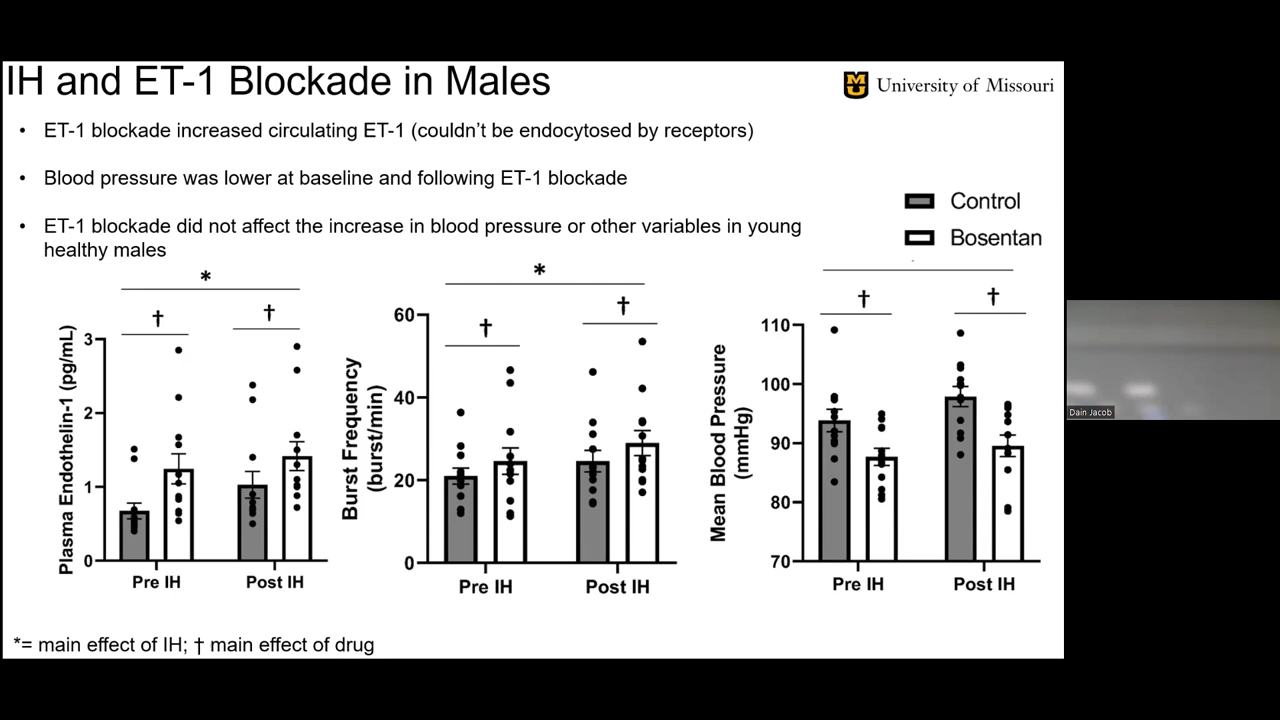 IH and ET-1 Blockade in Males
University of Missouri
• ET-1 blockade increased circulating ET-1 (couldn't be endocytosed by receptors)
• Blood pressure was lower at baseline and following ET-1 blockade
• ET-1 blockade did not affect the increase in blood pressure or other variables in young
healthy males
Control
Bosentan
*
†
†
Plasma Endothelin-1 (pg/mL)
3
2
1
0
Pre IH
Post IH
*
†
†
Burst Frequency
(burst/min)
60
40
20
0
Pre IH
Post IH
†
†
Mean Blood Pressure
(mmHg)
110
100
90
80
70
Pre IH
Post IH
*= main effect of IH; † main effect of drug
Dain Jacob